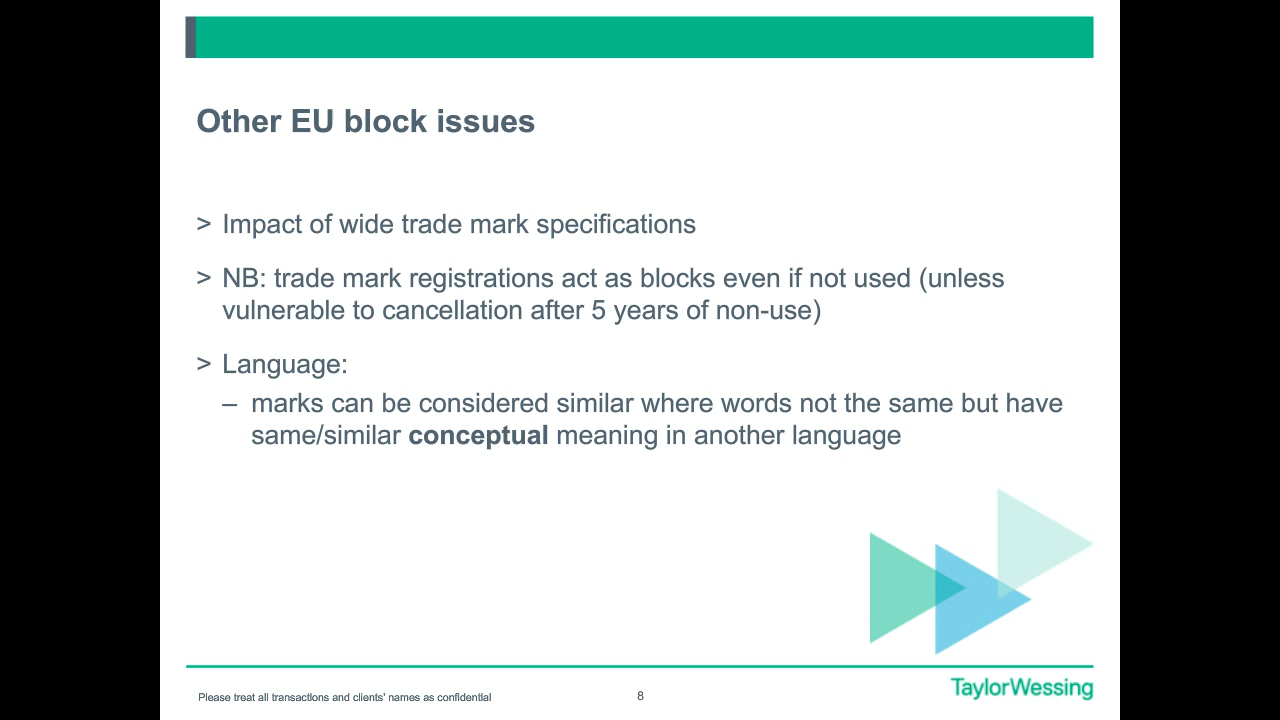 Other EU block issues
> Impact of wide trade mark specifications
> NB: trade mark registrations act as blocks even if not used (unless
vulnerable to cancellation after 5 years of non-use)
> Language:
– marks can be considered similar where words not the same but have
same/similar conceptual meaning in another language
Please treat all transactions and clients' names as confidential
8
TaylorWessing